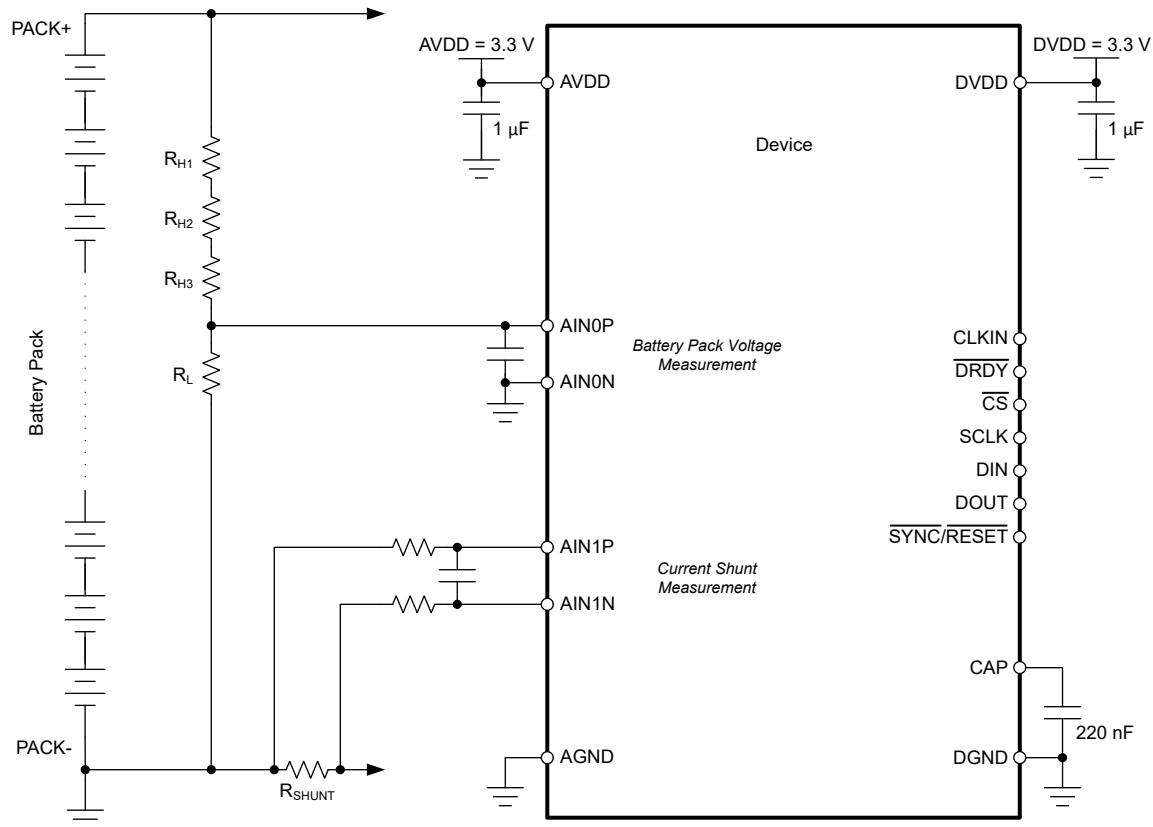 PACK+
AVDD = 3.3 V
DVDD = 3.3 V
AVDD
DVDD
1 µF
1 µF
Device
RH1
RH2
RH3
AIN0P
Battery Pack Voltage
Measurement
CLKIN
DRDY
RL
AIN0N
CS
Battery Pack
SCLK
DIN
DOUT
SYNC/RESET
AIN1P
Current Shunt
Measurement
AIN1N
CAP
220 nF
PACK-
AGND
DGND
RSHUNT